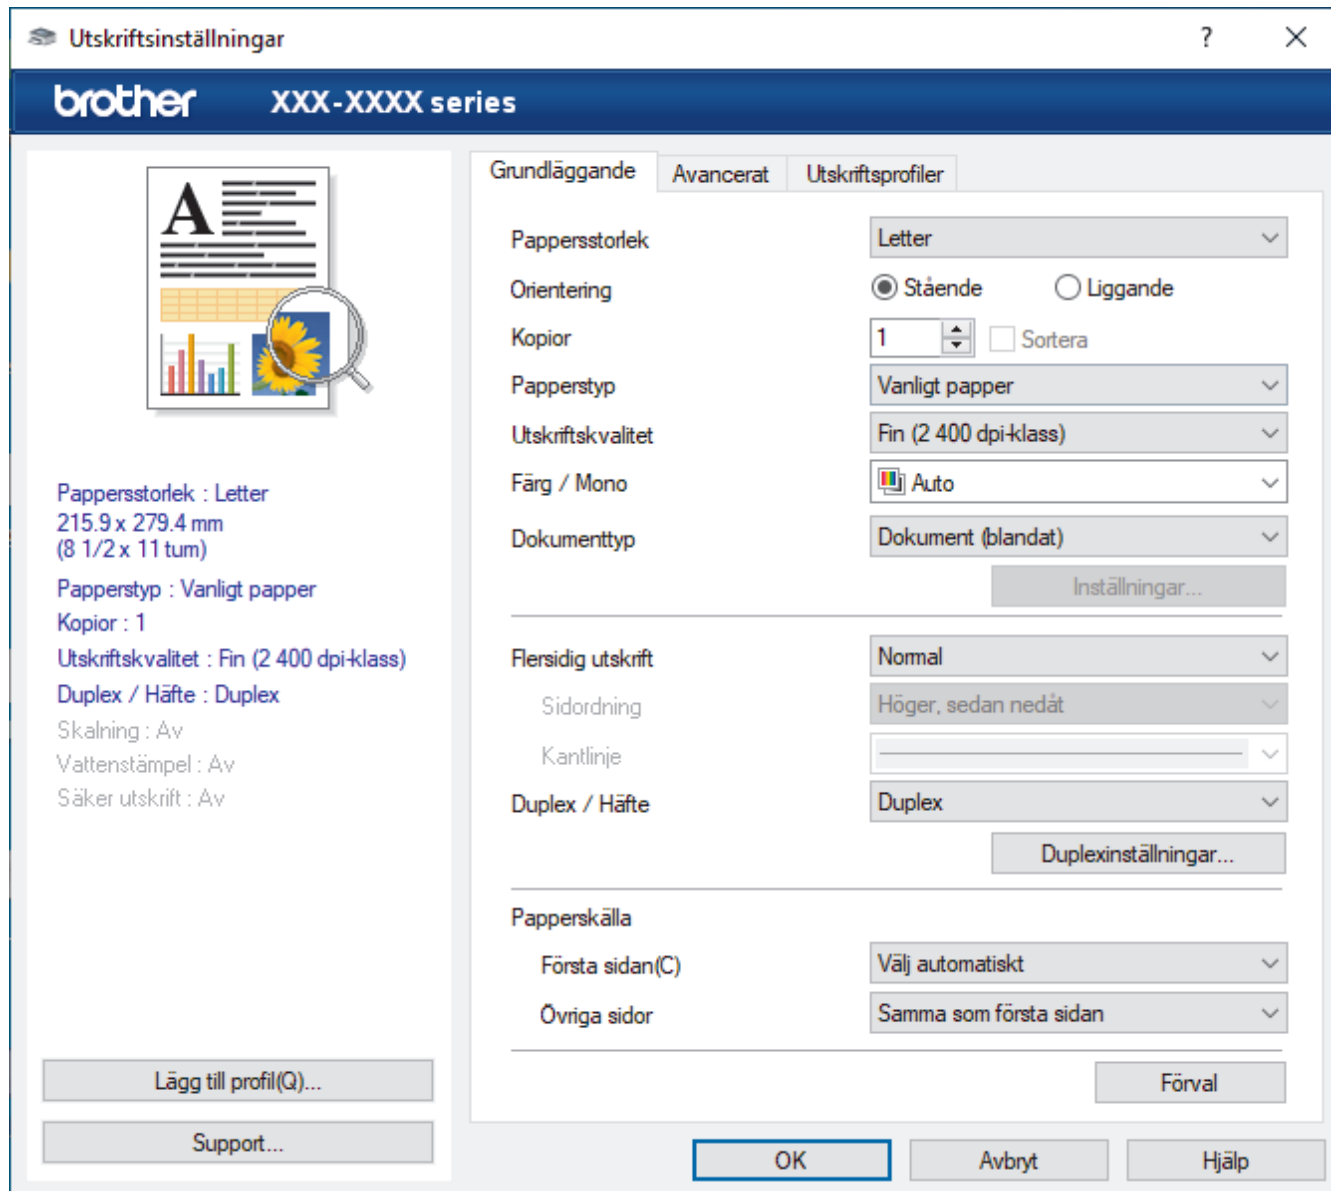 Utskriftsinställningar ?
brother XXX-XXXX series
A
Grundläggande Avancerat Utskriftsprofiler
Pappersstorlek Letter
Orientering Stående Liggande
Kopior 1 Sortera
Papperstyp Vanligt papper
Utskriftskvalitet Fin (2 400 dpi-klass)
Färg / Mono Auto
Dokumenttyp Dokument (blandat)
Inställningar...
Flersidig utskrift Normal
Sidordning Höger, sedan nedåt
Kantlinje
Duplex / Häfte Duplex
Duplexinställningar...
Papperskälla
Första sidan(C) Välj automatiskt
Övriga sidor Samma som första sidan
Förval
Pappersstorlek : Letter
215.9 x 279.4 mm
(8 1/2 x 11 tum)
Papperstyp : Vanligt papper
Kopior : 1
Utskriftskvalitet : Fin (2 400 dpi-klass)
Duplex / Häfte : Duplex
Skalning : Av
Vattenstämpel : Av
Säker utskrift : Av
Lägg till profil(Q)...
Support...
OK Avbryt Hjälp